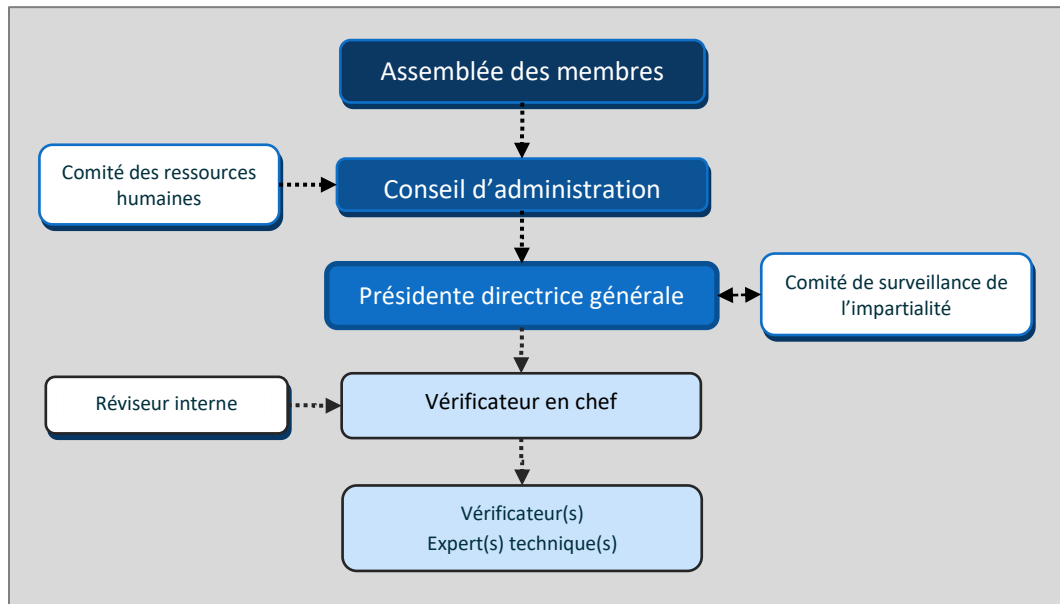 Assemblée des membres
Comité des ressources
humaines
Conseil d’administration
Présidente directrice générale
Comité de surveillance de
l’impartialité
Réviseur interne
Vérificateur en chef
Vérificateur(s)
Expert(s) technique(s)